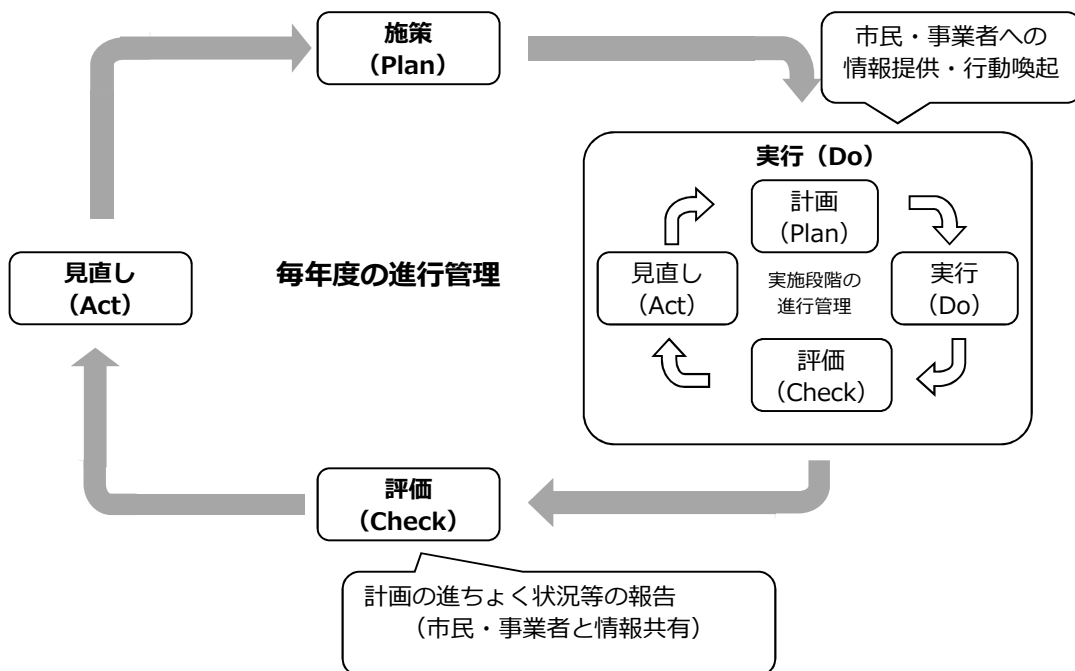 施策
（Plan）
市民・事業者への
情報提供・行動喚起
実行（Do）
計画
（Plan）
見直し
（Act）
毎年度の進行管理
見直し
（Act）
実施段階の
進行管理
実行
（Do）
評価
（Check）
評価
（Check）
計画の進ちょく状況等の報告
（市民・事業者と情報共有）